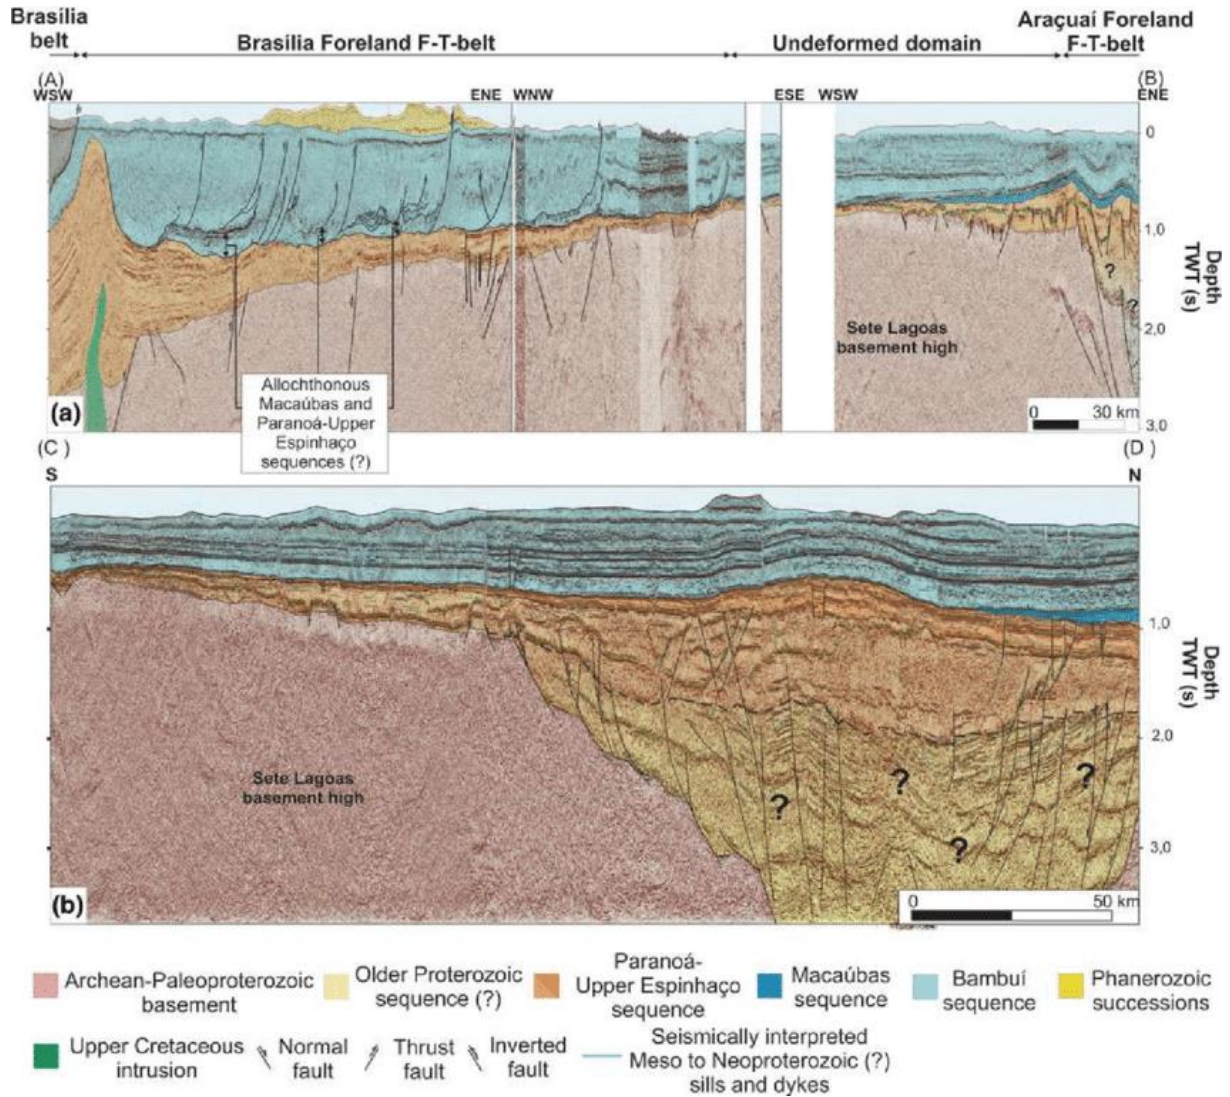 Brasília belt
Brasília Foreland F-T-belt
Undeformed domain
Araçuaí Foreland
F-T-belt
(A)
(B)
WSW
ENE
WNW
ESE
WSW
ENE
0
1,0
2,0
3,0
Depth
TWT (s)
?
?
Sete Lagoas
basement high
0 30 km
Allochthonous
Macaúbas and
Paranoá-Upper
Espinhaço
sequences (?)
(a)
(C)
(D)
S
N
1,0
2,0
3,0
Depth
TWT (s)
Sete Lagoas
basement high
?
?
?
?
0 50 km
(b)
Archean-Paleoproterozoic
basement
Older Proterozoic
sequence (?)
Paranoá-
Upper Espinhaço
sequence
Macaúbas
sequence
Bambuí
sequence
Phanerozoic
successions
Upper Cretaceous
intrusion
Normal
fault
Thrust
fault
Inverted
fault
Seismically interpreted
Meso to Neoproterozoic (?)
sills and dykes